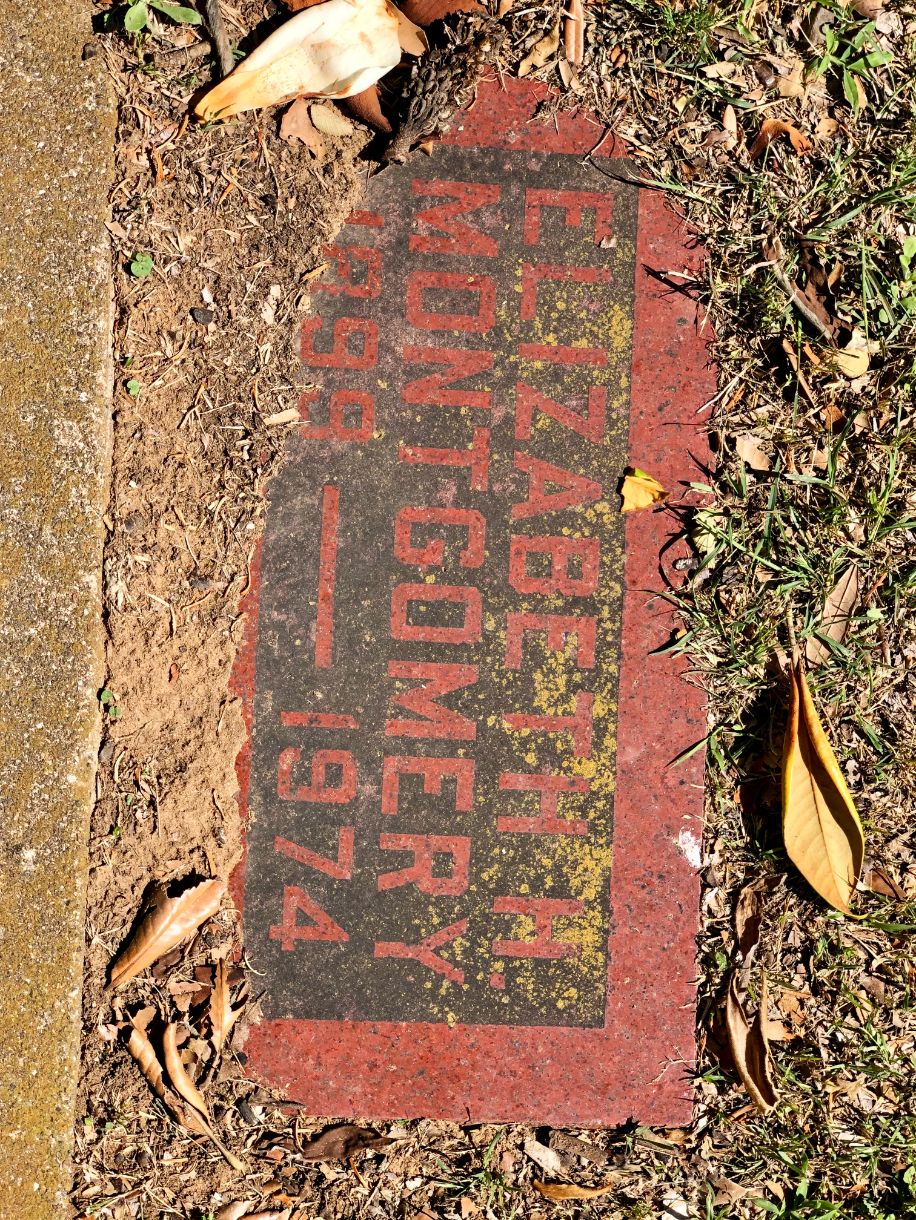 ELIZABETH H.
MONTGOMERY
1899 — 1974